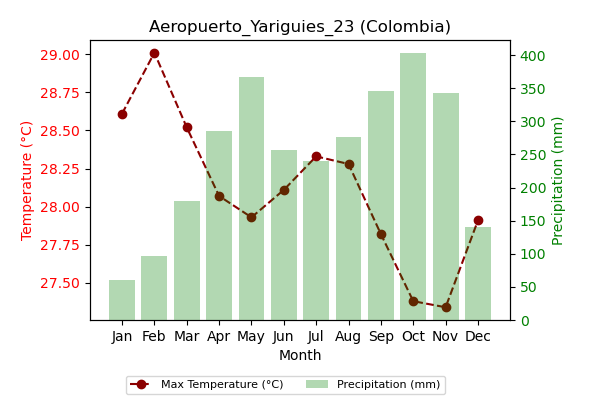 Aeropuerto_Yariguies_23 (Colombia)
29.00
28.75
28.50
28.25
28.00
27.75
27.50
Temperature (°C)
400
350
300
250
200
150
100
50
0
Precipitation (mm)
Jan Feb Mar Apr May Jun Jul Aug Sep Oct Nov Dec
Month
Max Temperature (°C) Precipitation (mm)